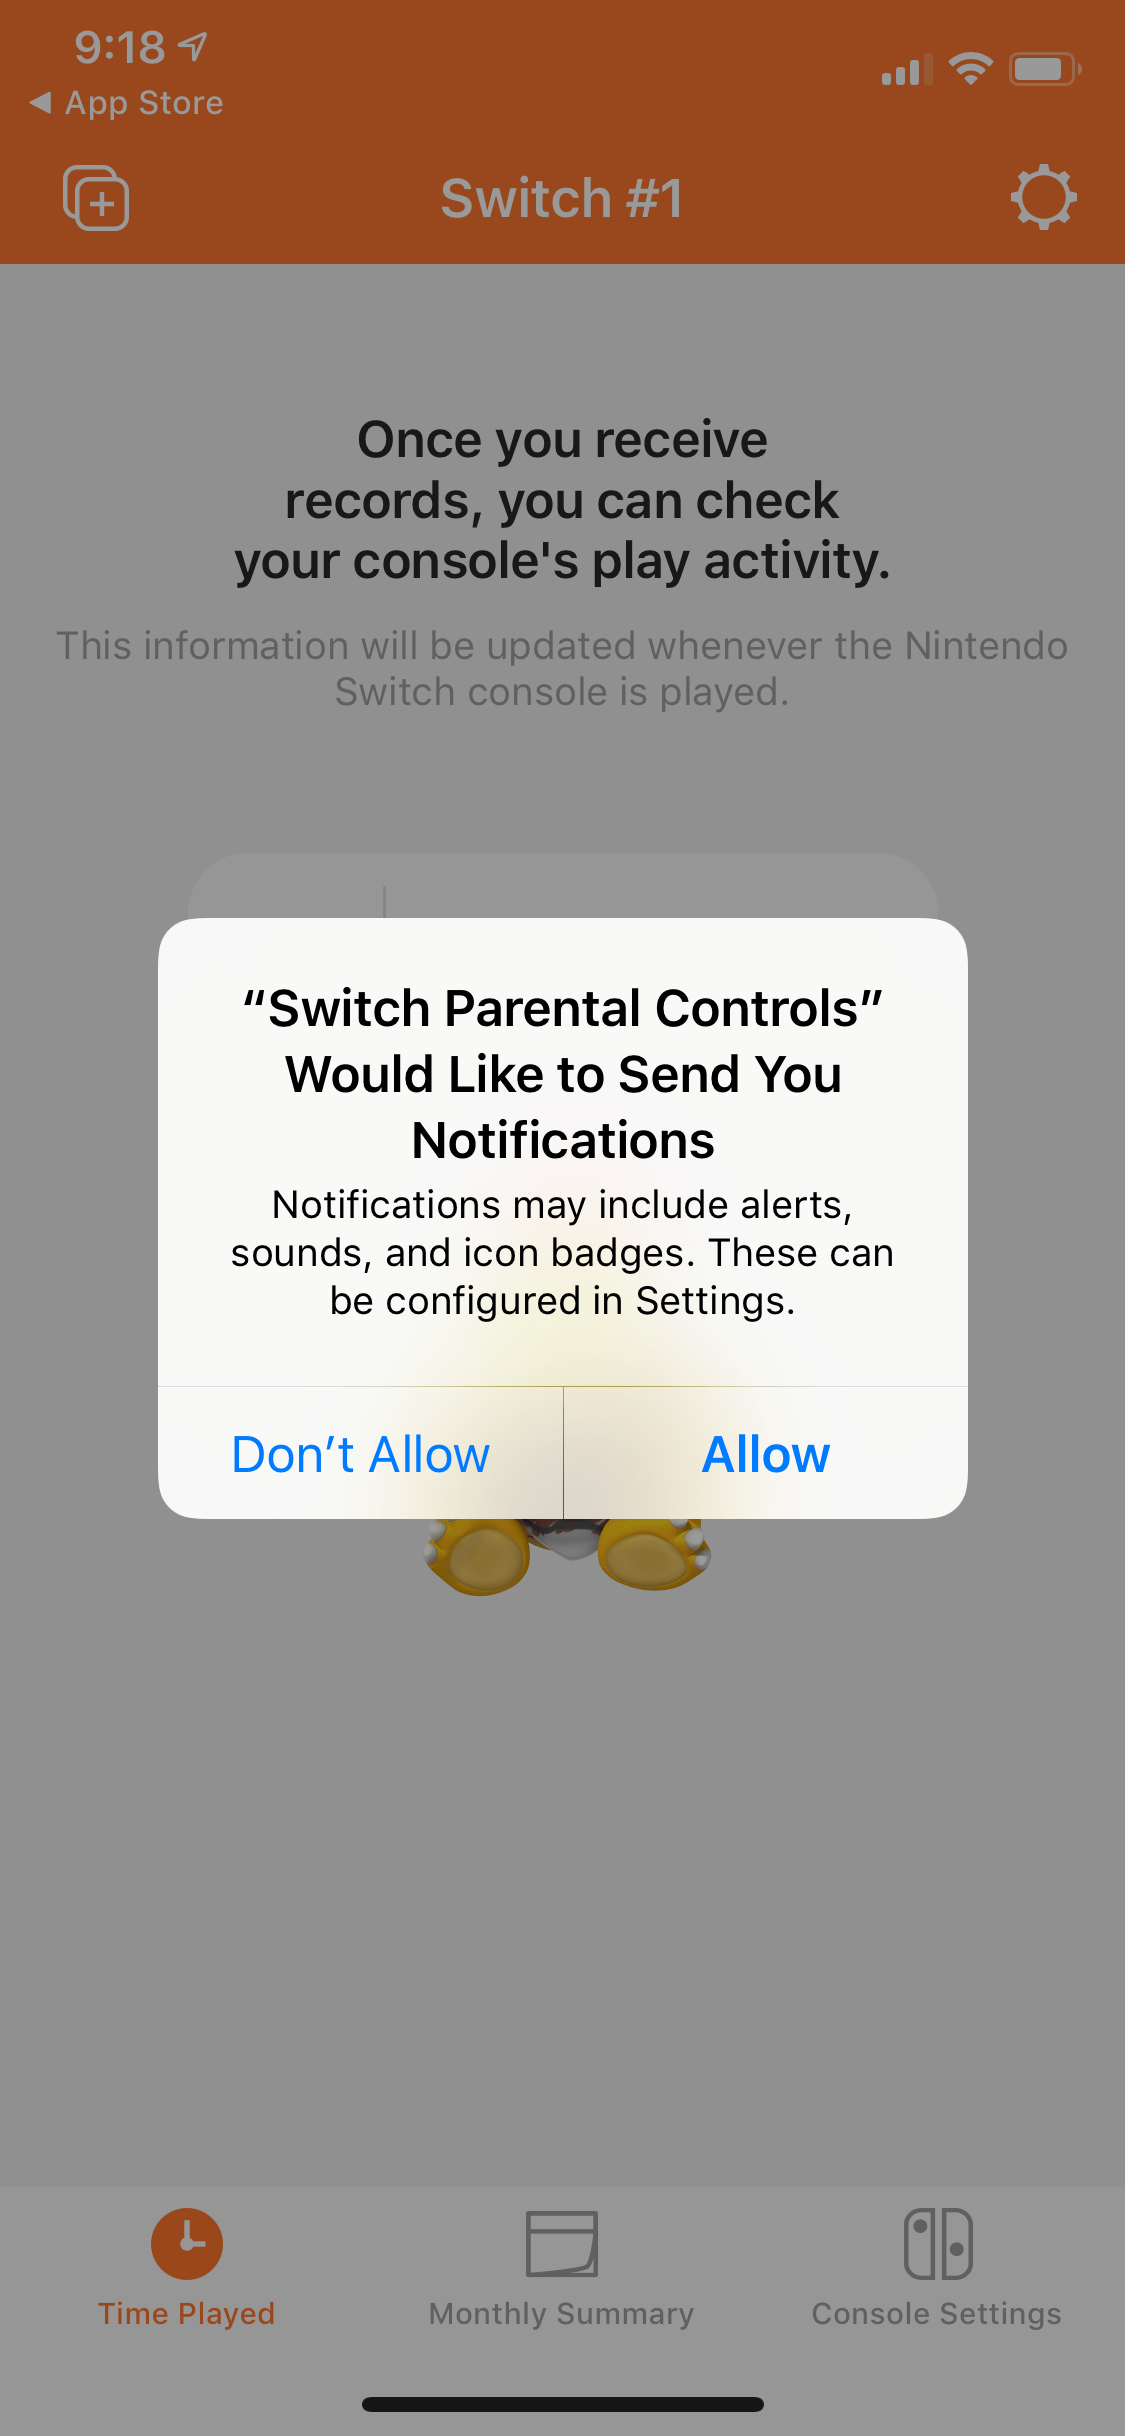 9:18
App Store
Switch #1
Once you receive
records, you can check
your console's play activity.
This information will be updated whenever the Nintendo
Switch console is played.
“Switch Parental Controls”
Would Like to Send You
Notifications
Notifications may include alerts,
sounds, and icon badges. These can
be configured in Settings.
Don’t Allow
Allow
Time Played
Monthly Summary
Console Settings